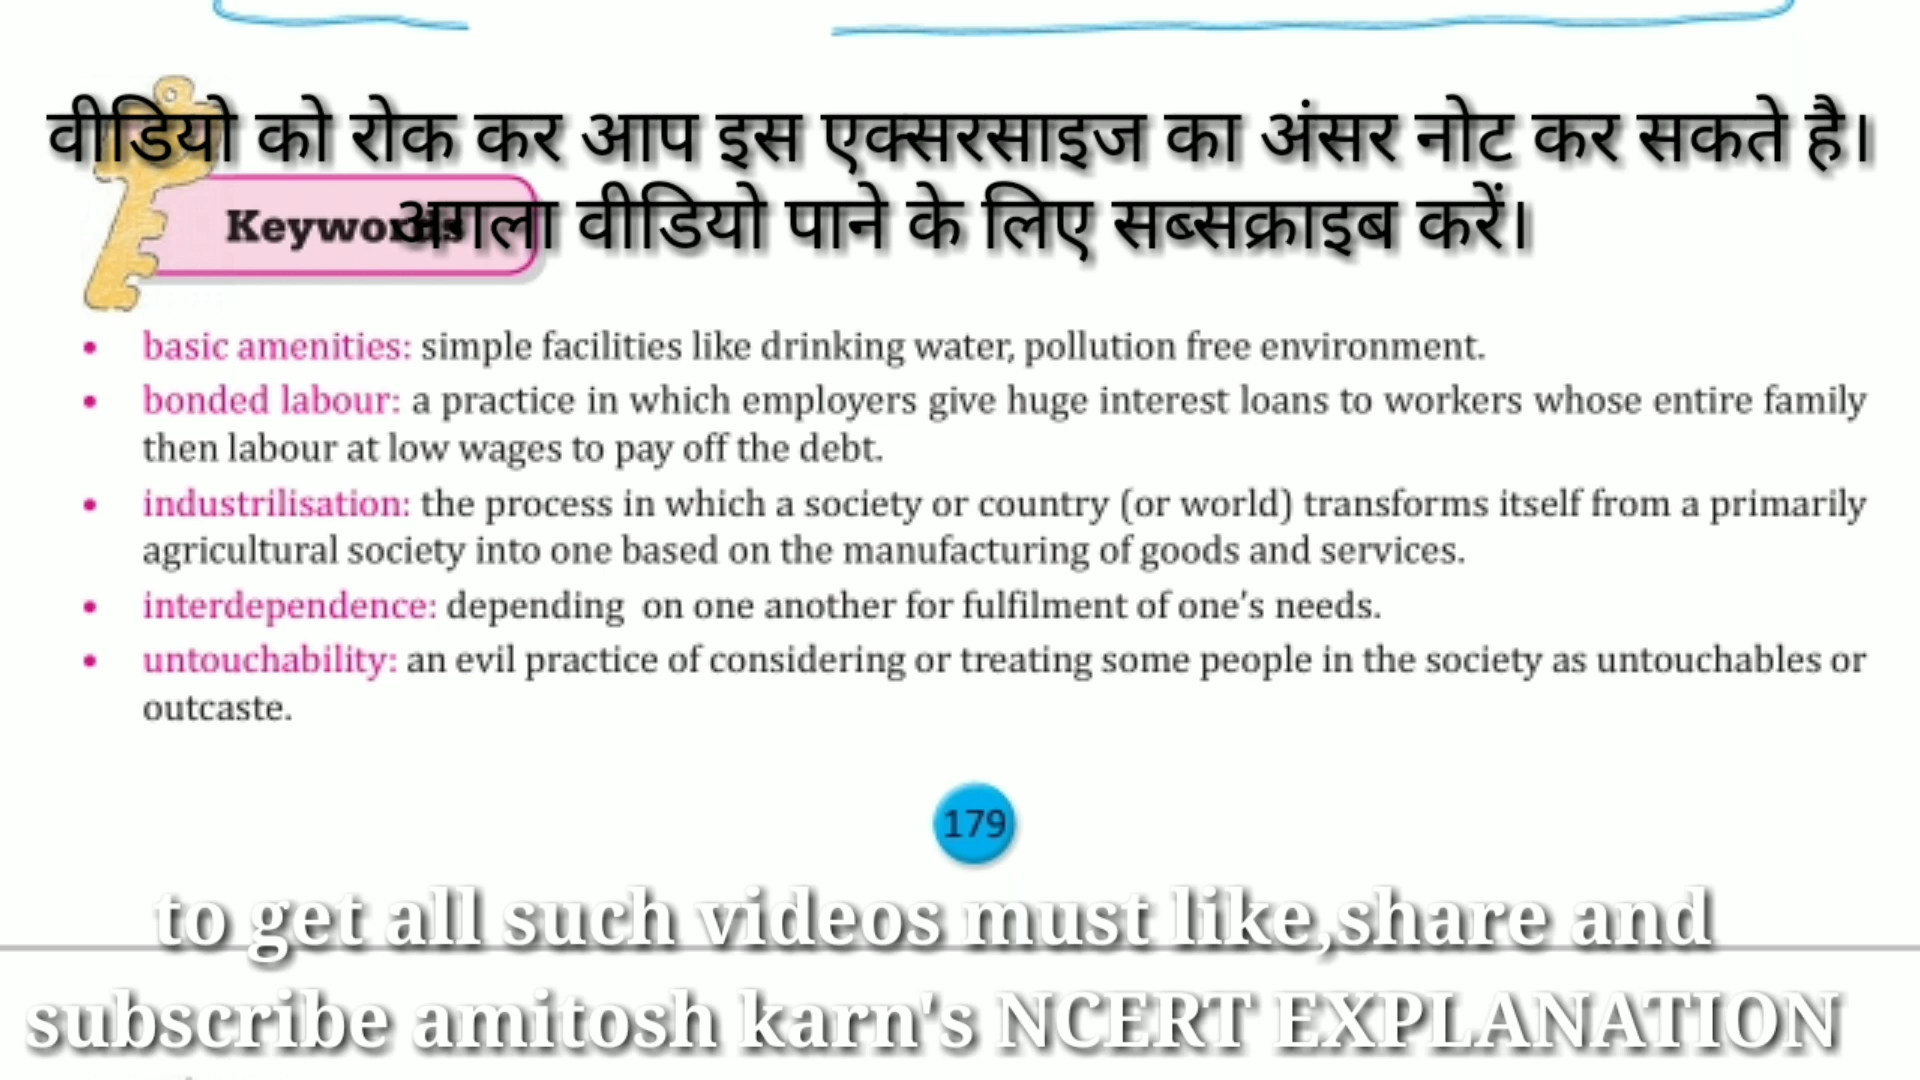 वीडियो को रोक कर आप इस एक्सरसाइज का अंसर नोट कर सकते है।
Keywords
अगला वीडियो पाने के लिए सब्सक्राइब करें।
• basic amenities: simple facilities like drinking water, pollution free environment.
• bonded labour: a practice in which employers give huge interest loans to workers whose entire family
then labour at low wages to pay off the debt.
• industrilisation: the process in which a society or country (or world) transforms itself from a primarily
agricultural society into one based on the manufacturing of goods and services.
• interdependence: depending on one another for fulfilment of one's needs.
• untouchability: an evil practice of considering or treating some people in the society as untouchables or
outcaste.
179
to get all such videos must like,share and
subscribe amitosh karn's NCERT EXPLANATION